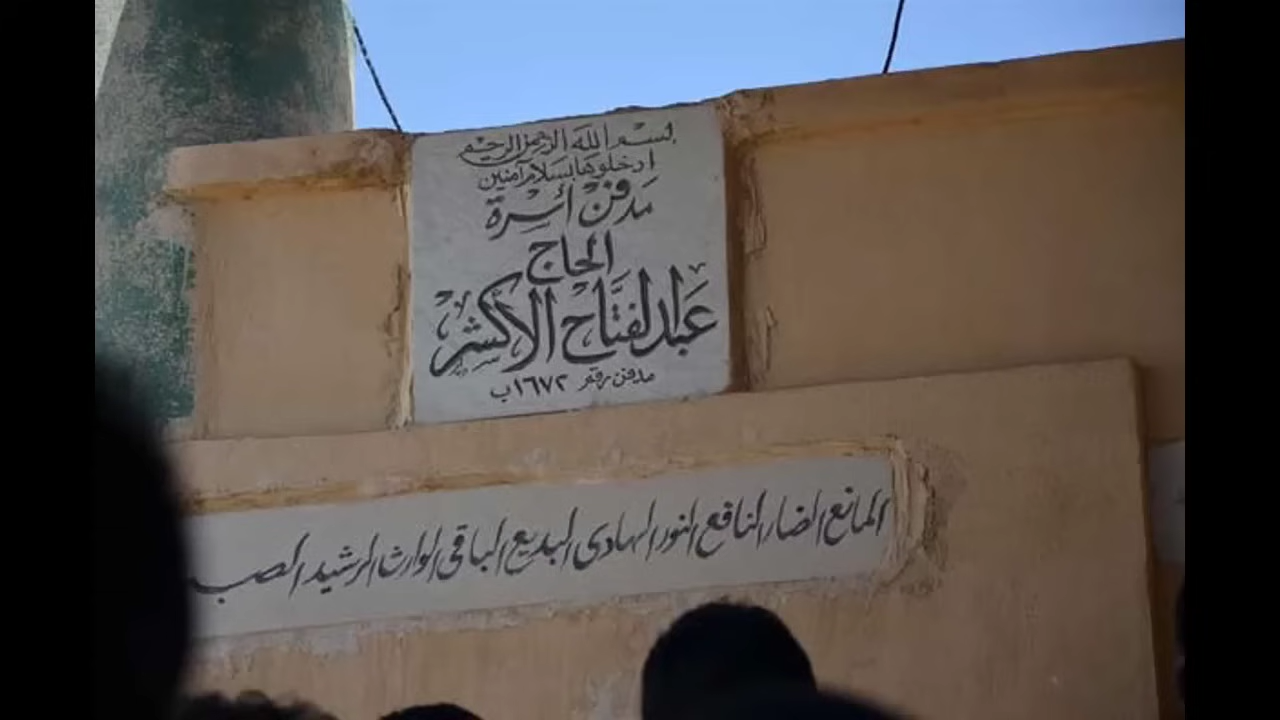 بسم الله الرحمن الرحيم
ادخلوها بسلام آمنين
مدفن أسرة
الحاج
عبد الفتاح الأكشر
مدفن رقم ١٦٧٢ب
المانع الضار النافع النور الهادى البديع الباقى الوارث الرشيد الصب